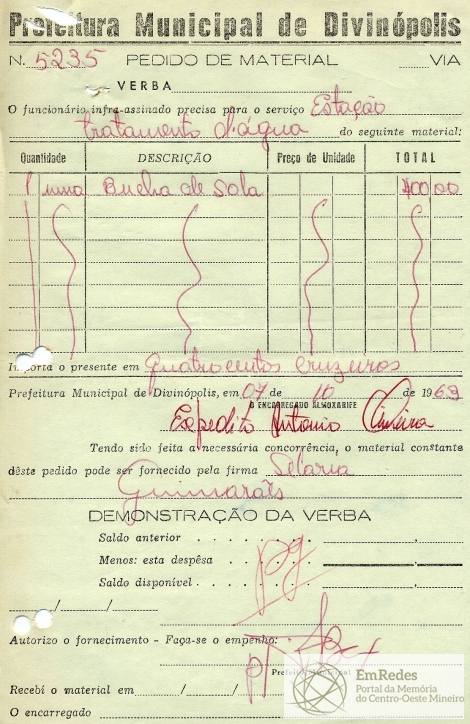 Prefeitura Municipal de Divinópolis
N. 5235 PEDIDO DE MATERIAL VIA
VERBA
O funcionário infra-assinado precisa para o serviço Estação
tratamento d'água do seguinte material:
Quantidade DESCRIÇÃO Preço de Unidade TOTAL
1 uma Bucha de Sola 400,00
Importa o presente em Quatrocentos Cruzeiros
Prefeitura Municipal de Divinópolis, em 07 de 10 de 1963
O ENCARREGADO ALMOXARIFE
Expedito Antonio
Tendo sido feita a necessária concorrência, o material constante
dêste pedido pode ser fornecido pela firma Selaria
Guimarães
DEMONSTRAÇÃO DA VERBA
Saldo anterior
Menos: esta despêsa
Saldo disponível
pg
Autorizo o fornecimento - Faça-se o empenho:
Prefeito Municipal
Recebí o material em / /
O encarregado
EmRedes
Portal da Memória
do Centro-Oeste Mineiro